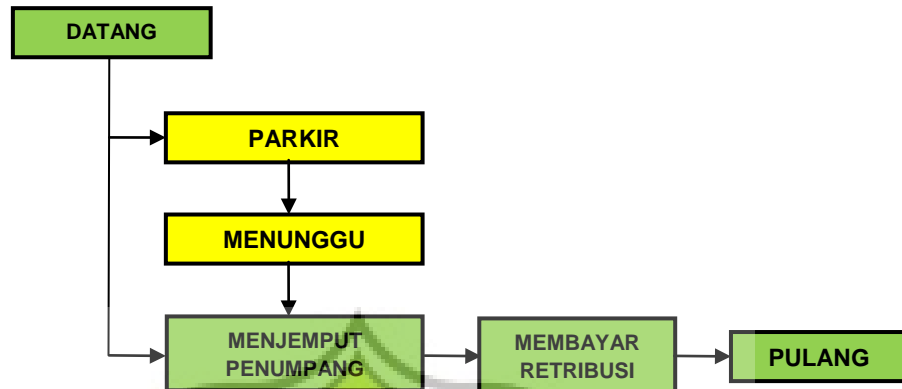 DATANG
PARKIR
MENUNGGU
MENJEMPUT
PENUMPANG
MEMBAYAR
RETRIBUSI
PULANG